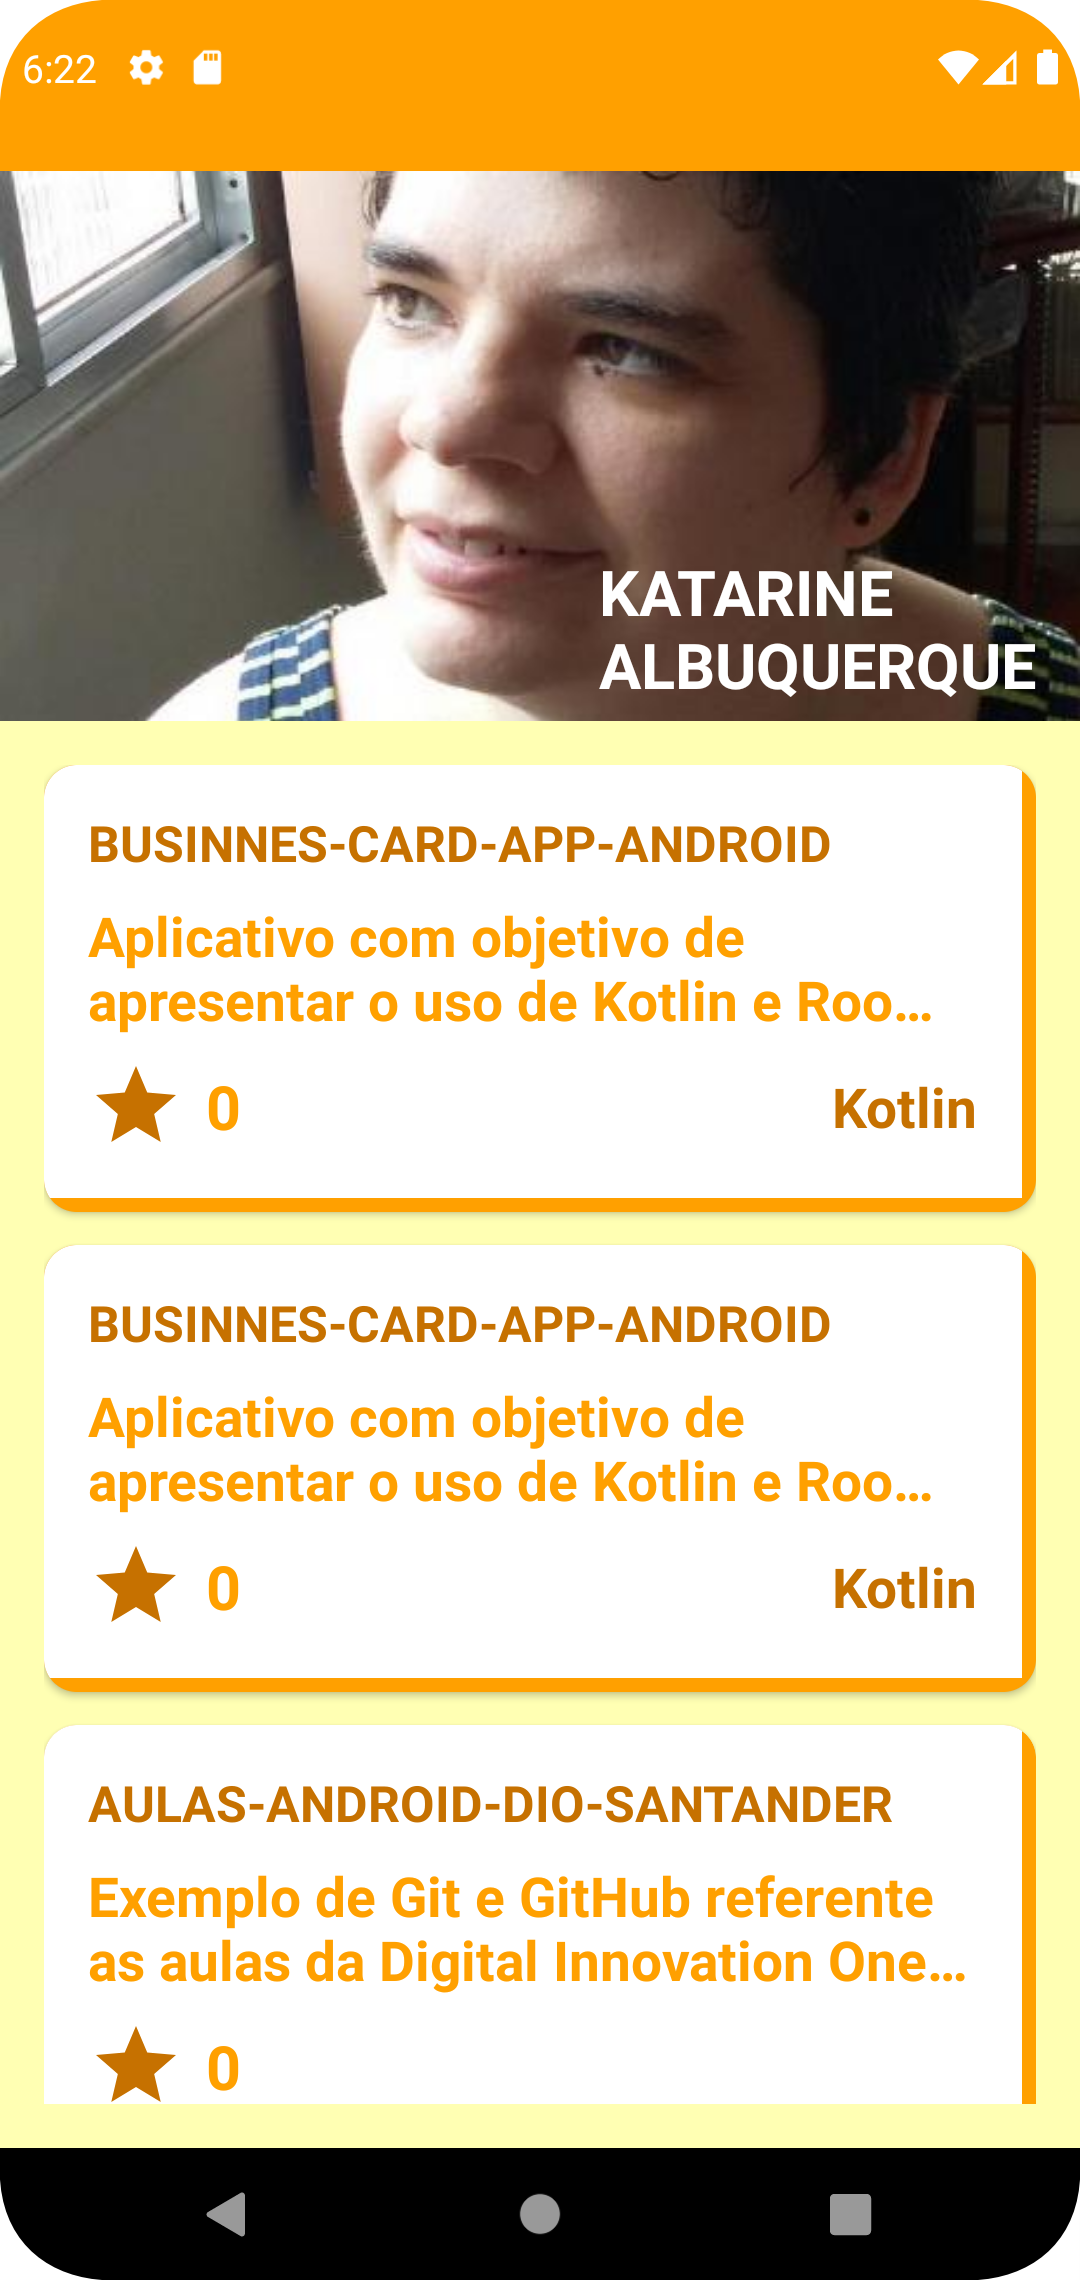 6:22
KATARINE
ALBUQUERQUE
BUSINNES-CARD-APP-ANDROID
Aplicativo com objetivo de
apresentar o uso de Kotlin e Roo...
0 Kotlin
BUSINNES-CARD-APP-ANDROID
Aplicativo com objetivo de
apresentar o uso de Kotlin e Roo...
0 Kotlin
AULAS-ANDROID-DIO-SANTANDER
Exemplo de Git e GitHub referente
as aulas da Digital Innovation One...
0